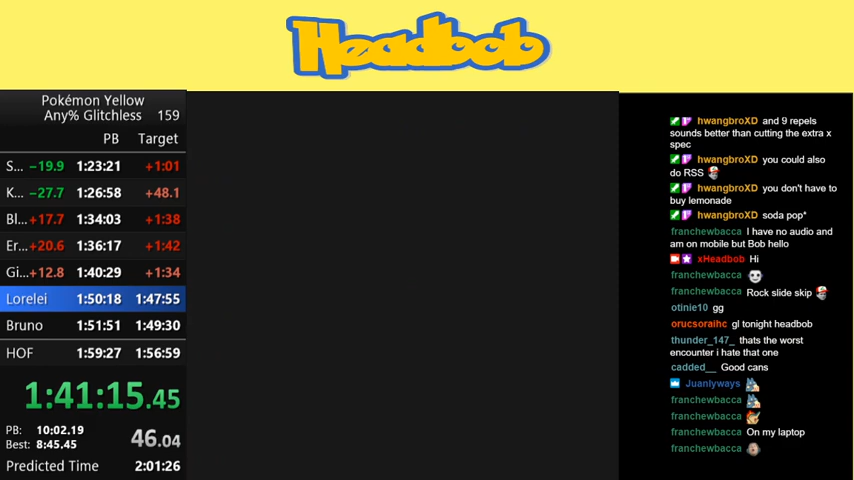 Headbob
Pokémon Yellow
Any% Glitchless 159
PB Target
S... −19.9 1:23:21 +1:01
K... −27.7 1:26:58 +48.1
Bl... +17.7 1:34:03 +1:38
Er... +20.6 1:36:17 +1:42
Gi... +12.8 1:40:29 +1:34
Lorelei 1:50:18 1:47:55
Bruno 1:51:51 1:49:30
HOF 1:59:27 1:56:59
1:41:15.45
PB: 10:02.19
Best: 8:45.45
46.04
Predicted Time 2:01:26
hwangbroXD and 9 repels
sounds better than cutting the extra x
spec
hwangbroXD you could also
do RSS
hwangbroXD you don't have to
buy lemonade
hwangbroXD soda pop*
franchewbacca I have no audio and
am on mobile but Bob hello
xHeadbob Hi
franchewbacca
franchewbacca Rock slide skip
otinie10 gg
orucsoraihc gl tonight headbob
thunder_147_ thats the worst
encounter i hate that one
cadded__ Good cans
Juanlyways
franchewbacca
franchewbacca
franchewbacca On my laptop
franchewbacca